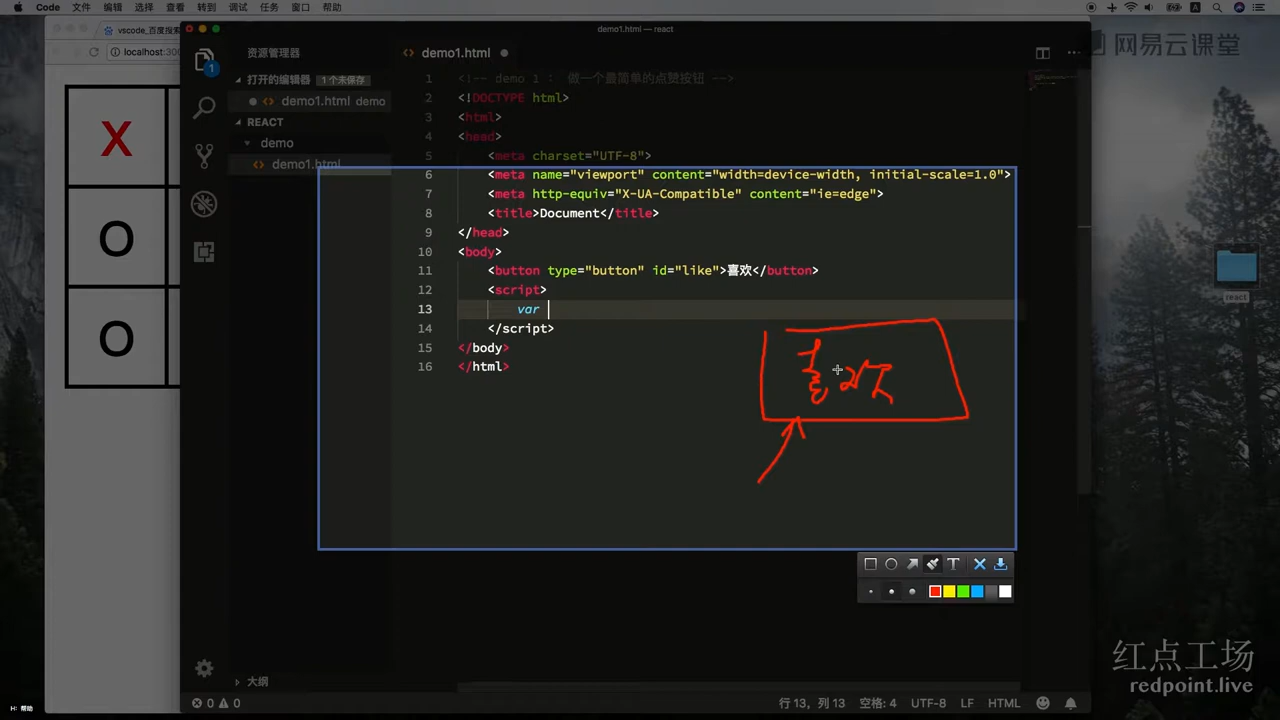 Code 文件 编辑 选择 查看 转到 调试 任务 窗口 帮助
vscode_百度搜索
demo1.html — react
网易云课堂
localhost:300
资源管理器
demo1.html
打开的编辑器 1 个未保存
demo1.html demo
REACT
demo
demo1.html
1 <!-- demo 1 : 做一个最简单的点赞按钮 -->
2 <!DOCTYPE html>
3 <html>
4 <head>
5 <meta charset="UTF-8">
6 <meta name="viewport" content="width=device-width, initial-scale=1.0">
7 <meta http-equiv="X-UA-Compatible" content="ie=edge">
8 <title>Document</title>
9 </head>
10 <body>
11 <button type="button" id="like">喜欢</button>
12 <script>
13 var
14 </script>
15 </body>
16 </html>
X
O
O
喜欢
react
T
大纲
0 0
行 13，列 13 空格: 4 UTF-8 LF HTML
H: 帮助
红点工场
redpoint.live
1